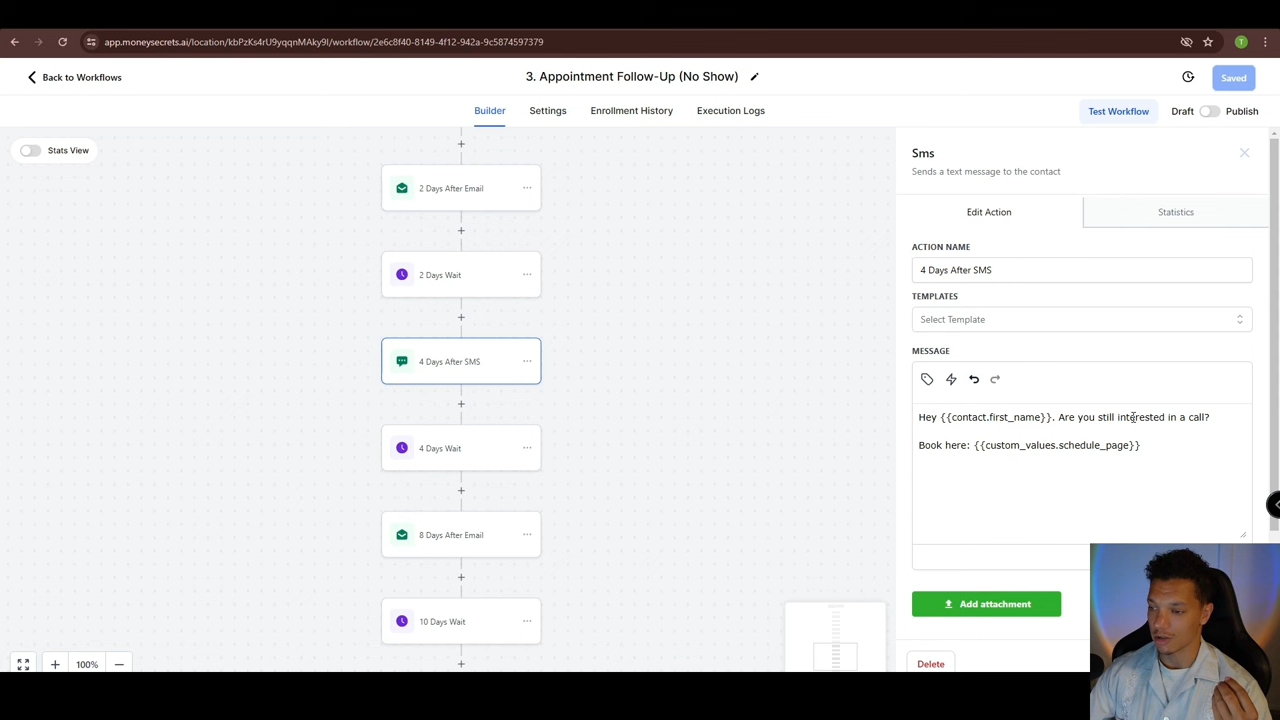 app.moneysecrets.ai/location/kbPzKs4rU9yqqnMAky9I/workflow/2e6c8f40-8149-4f12-942a-9c5874597379
T
Back to Workflows
3. Appointment Follow-Up (No Show)
Saved
Builder
Settings
Enrollment History
Execution Logs
Test Workflow
Draft
Publish
Stats View
2 Days After Email
2 Days Wait
4 Days After SMS
4 Days Wait
8 Days After Email
10 Days Wait
100%
Sms
Sends a text message to the contact
Edit Action
Statistics
ACTION NAME
4 Days After SMS
TEMPLATES
Select Template
MESSAGE
Hey {{contact.first_name}}. Are you still interested in a call?
Book here: {{custom_values.schedule_page}}
Add attachment
Delete